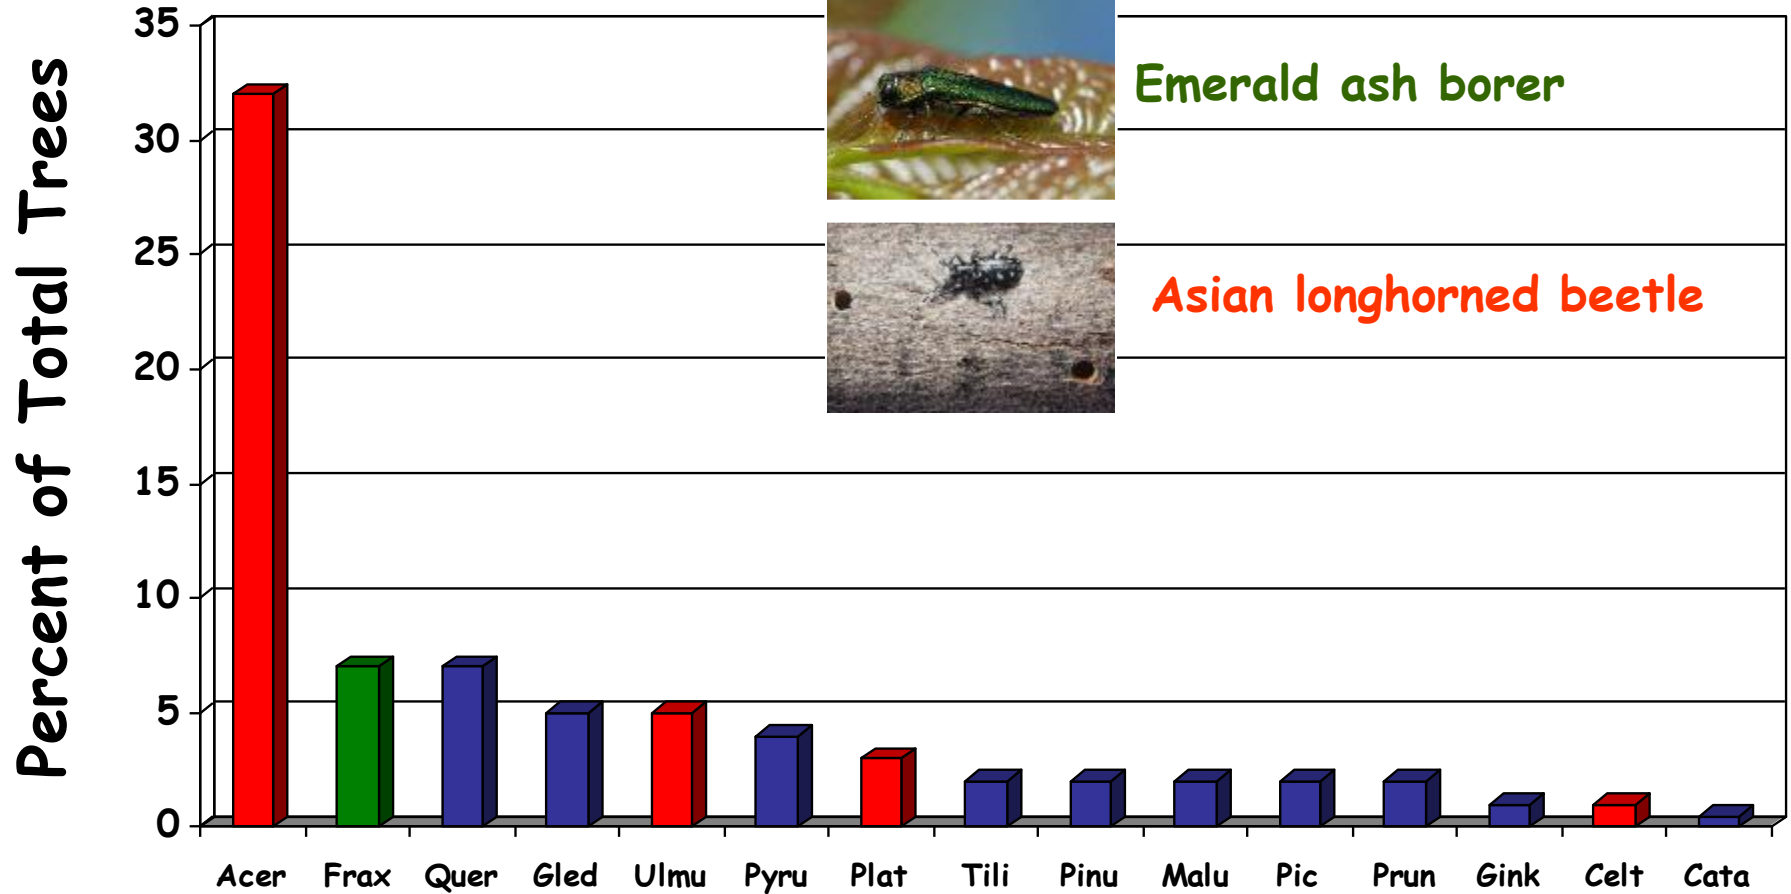 Percent of Total Trees
35
30
25
20
15
10
5
0
Emerald ash borer
Asian longhorned beetle
Acer Frax Quer Gled Ulmu Pyru Plat Tili Pinu Malu Pic Prun Gink Celt Cata